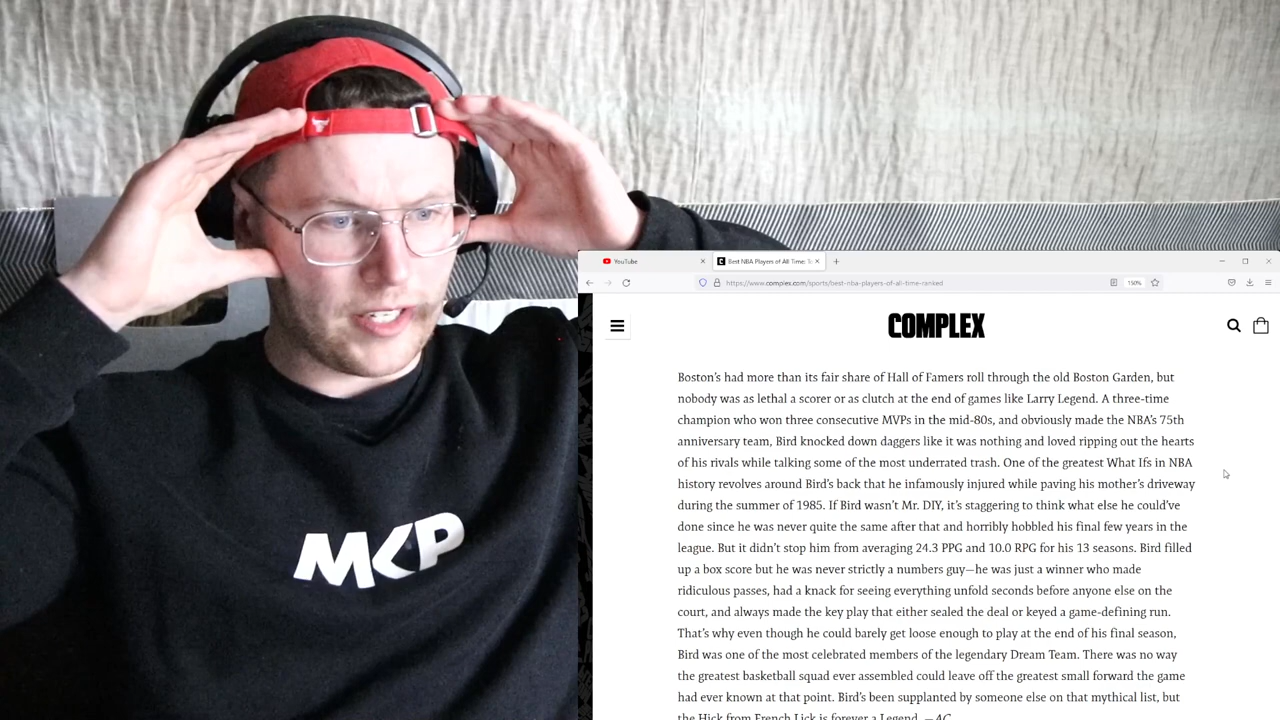 MKP
YouTube
Best NBA Players of All Time: To
https://www.complex.com/sports/best-nba-players-of-all-time-ranked
150%
COMPLEX
Boston's had more than its fair share of Hall of Famers roll through the old Boston Garden, but
nobody was as lethal a scorer or as clutch at the end of games like Larry Legend. A three-time
champion who won three consecutive MVPs in the mid-80s, and obviously made the NBA's 75th
anniversary team, Bird knocked down daggers like it was nothing and loved ripping out the hearts
of his rivals while talking some of the most underrated trash. One of the greatest What Ifs in NBA
history revolves around Bird's back that he infamously injured while paving his mother's driveway
during the summer of 1985. If Bird wasn't Mr. DIY, it's staggering to think what else he could've
done since he was never quite the same after that and horribly hobbled his final few years in the
league. But it didn't stop him from averaging 24.3 PPG and 10.0 RPG for his 13 seasons. Bird filled
up a box score but he was never strictly a numbers guy—he was just a winner who made
ridiculous passes, had a knack for seeing everything unfold seconds before anyone else on the
court, and always made the key play that either sealed the deal or keyed a game-defining run.
That's why even though he could barely get loose enough to play at the end of his final season,
Bird was one of the most celebrated members of the legendary Dream Team. There was no way
the greatest basketball squad ever assembled could leave off the greatest small forward the game
had ever known at that point. Bird's been supplanted by someone else on that mythical list, but
the Hick from French Lick is forever a Legend. —AC